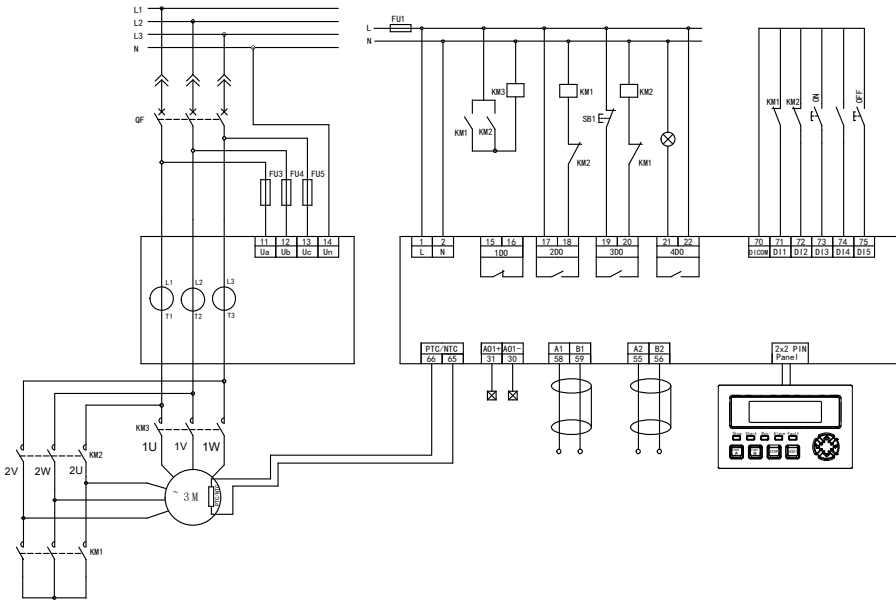 L1
L2
L3
N
QF
FU3
FU4
FU5
11 12 13 14
Ua Ub Uc Un
L1 L2 L3
T1 T2 T3
KM3
1U 1V 1W
KM2
2V 2W 2U
~ 3 M
PTC/NTC
KM1
FU1
L
N
KM3
KM1
KM2
KM1
KM2
SB1
KM2
KM1
KM1
KM2
ON
OFF
1 2 15 16 17 18 19 20 21 22 70 71 72 73 74 75
L N 1DO 2DO 3DO 4DO DICOM DI1 DI2 DI3 DI4 DI5
PTC/NTC AO1+ AO1- A1 B1 A2 B2
66 65 31 30 58 59 55 56
2x2 PIN
Panel